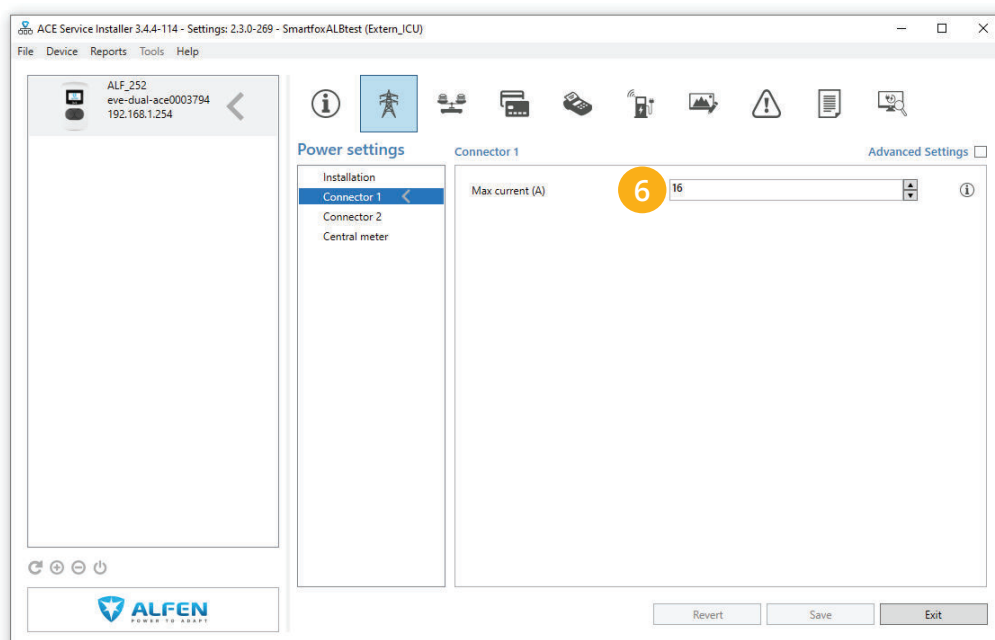 ACE Service Installer 3.4.4-114 - Settings: 2.3.0-269 - SmartfoxALBtest (Extern_ICU)
File Device Reports Tools Help
ALF_252
eve-dual-ace0003794
192.168.1.254
Power settings
Connector 1
Advanced Settings
Installation
Connector 1
Connector 2
Central meter
Max current (A)
6
16
ALFEN
POWER TO ADAPT
Revert
Save
Exit